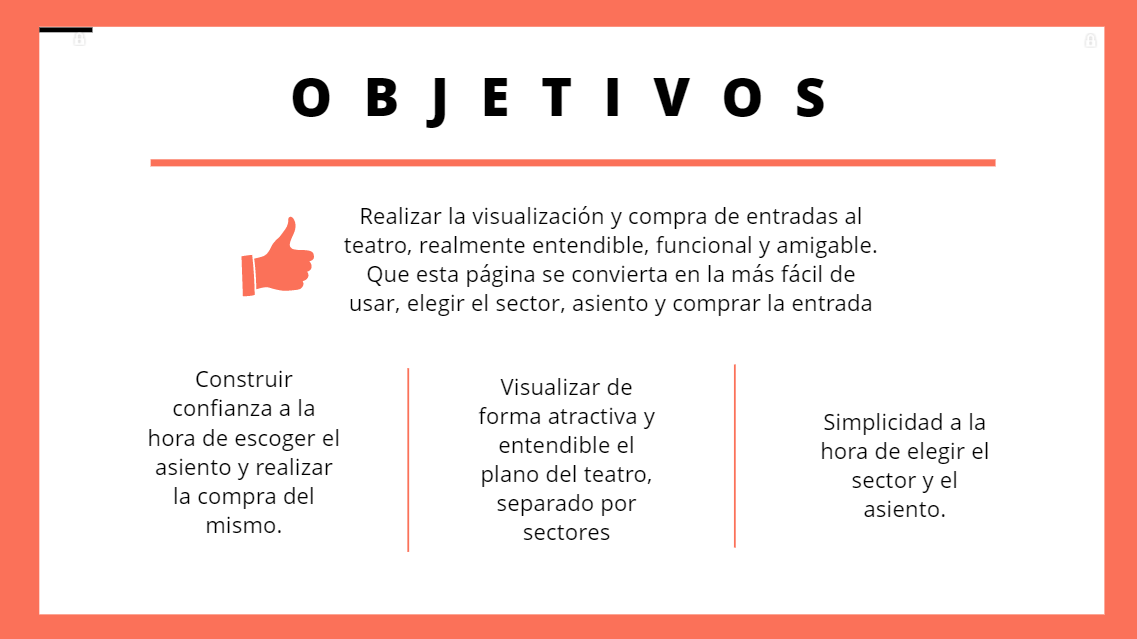 OBJETIVOS
Realizar la visualización y compra de entradas al
teatro, realmente entendible, funcional y amigable.
Que esta página se convierta en la más fácil de
usar, elegir el sector, asiento y comprar la entrada
Construir
confianza a la
hora de escoger el
asiento y realizar
la compra del
mismo.
Visualizar de
forma atractiva y
entendible el
plano del teatro,
separado por
sectores
Simplicidad a la
hora de elegir el
sector y el
asiento.